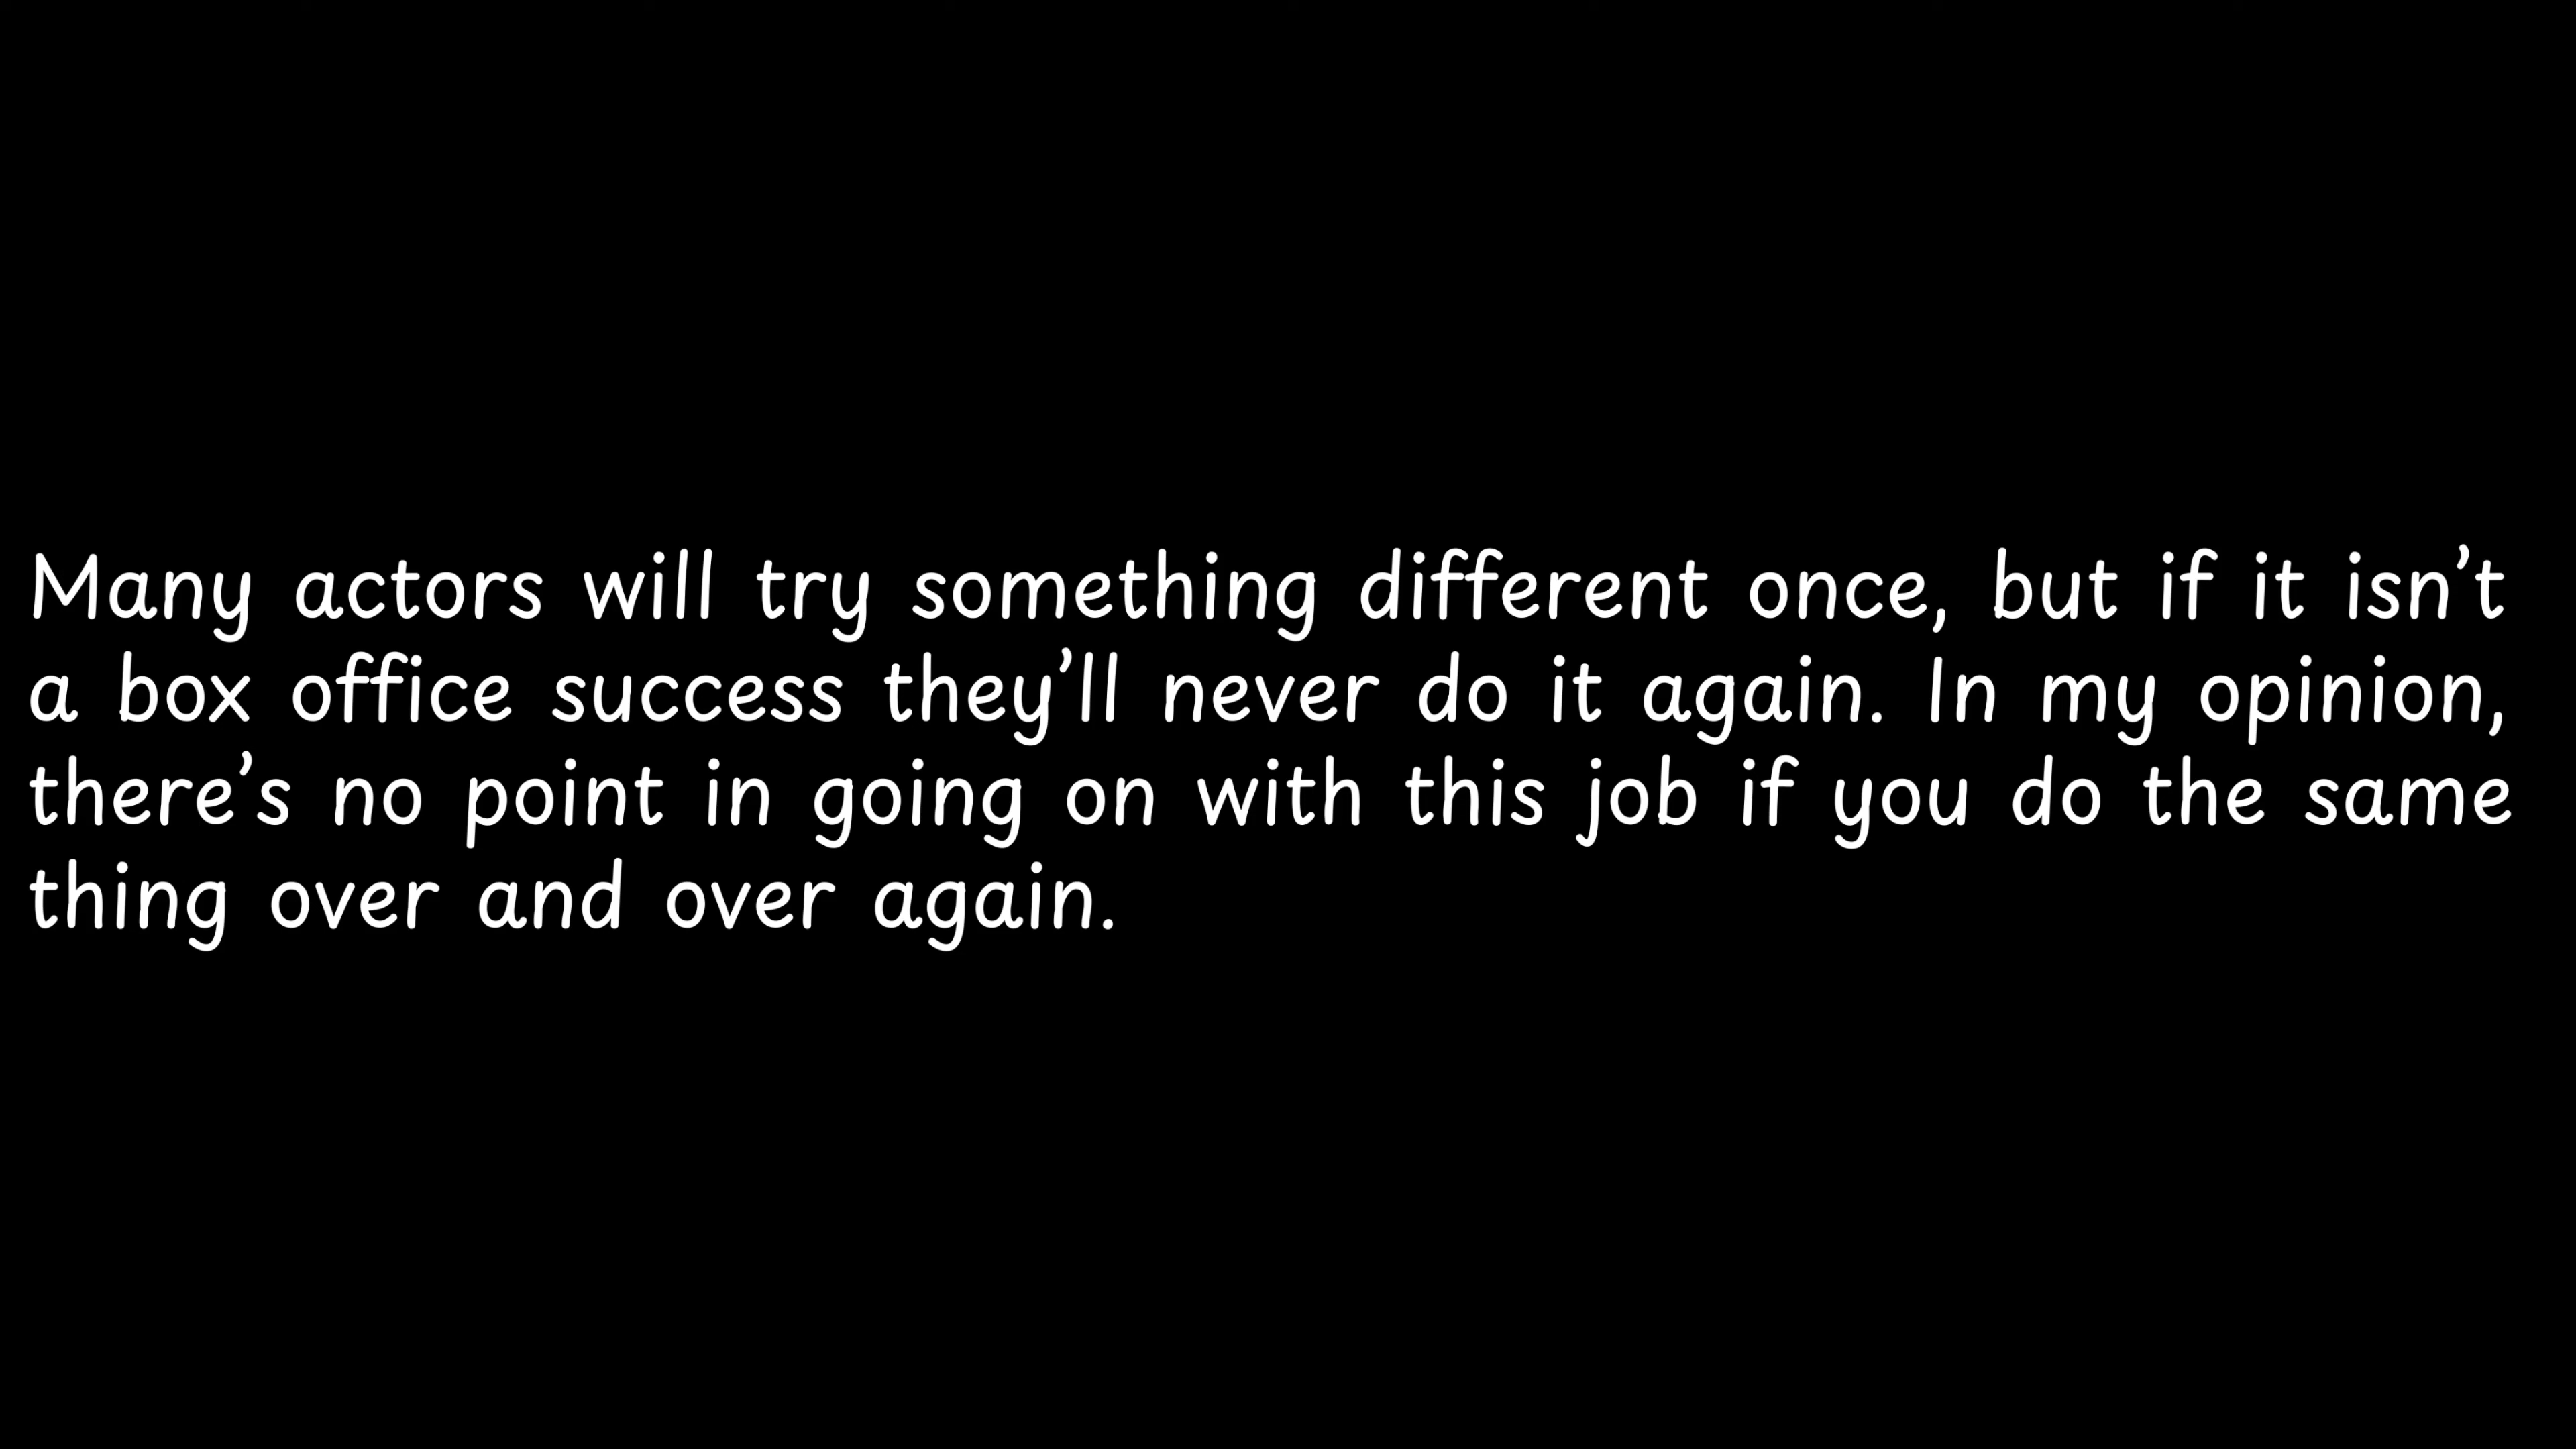 Many actors will try something different once, but if it isn’t
a box office success they’ll never do it again. In my opinion,
there’s no point in going on with this job if you do the same
thing over and over again.